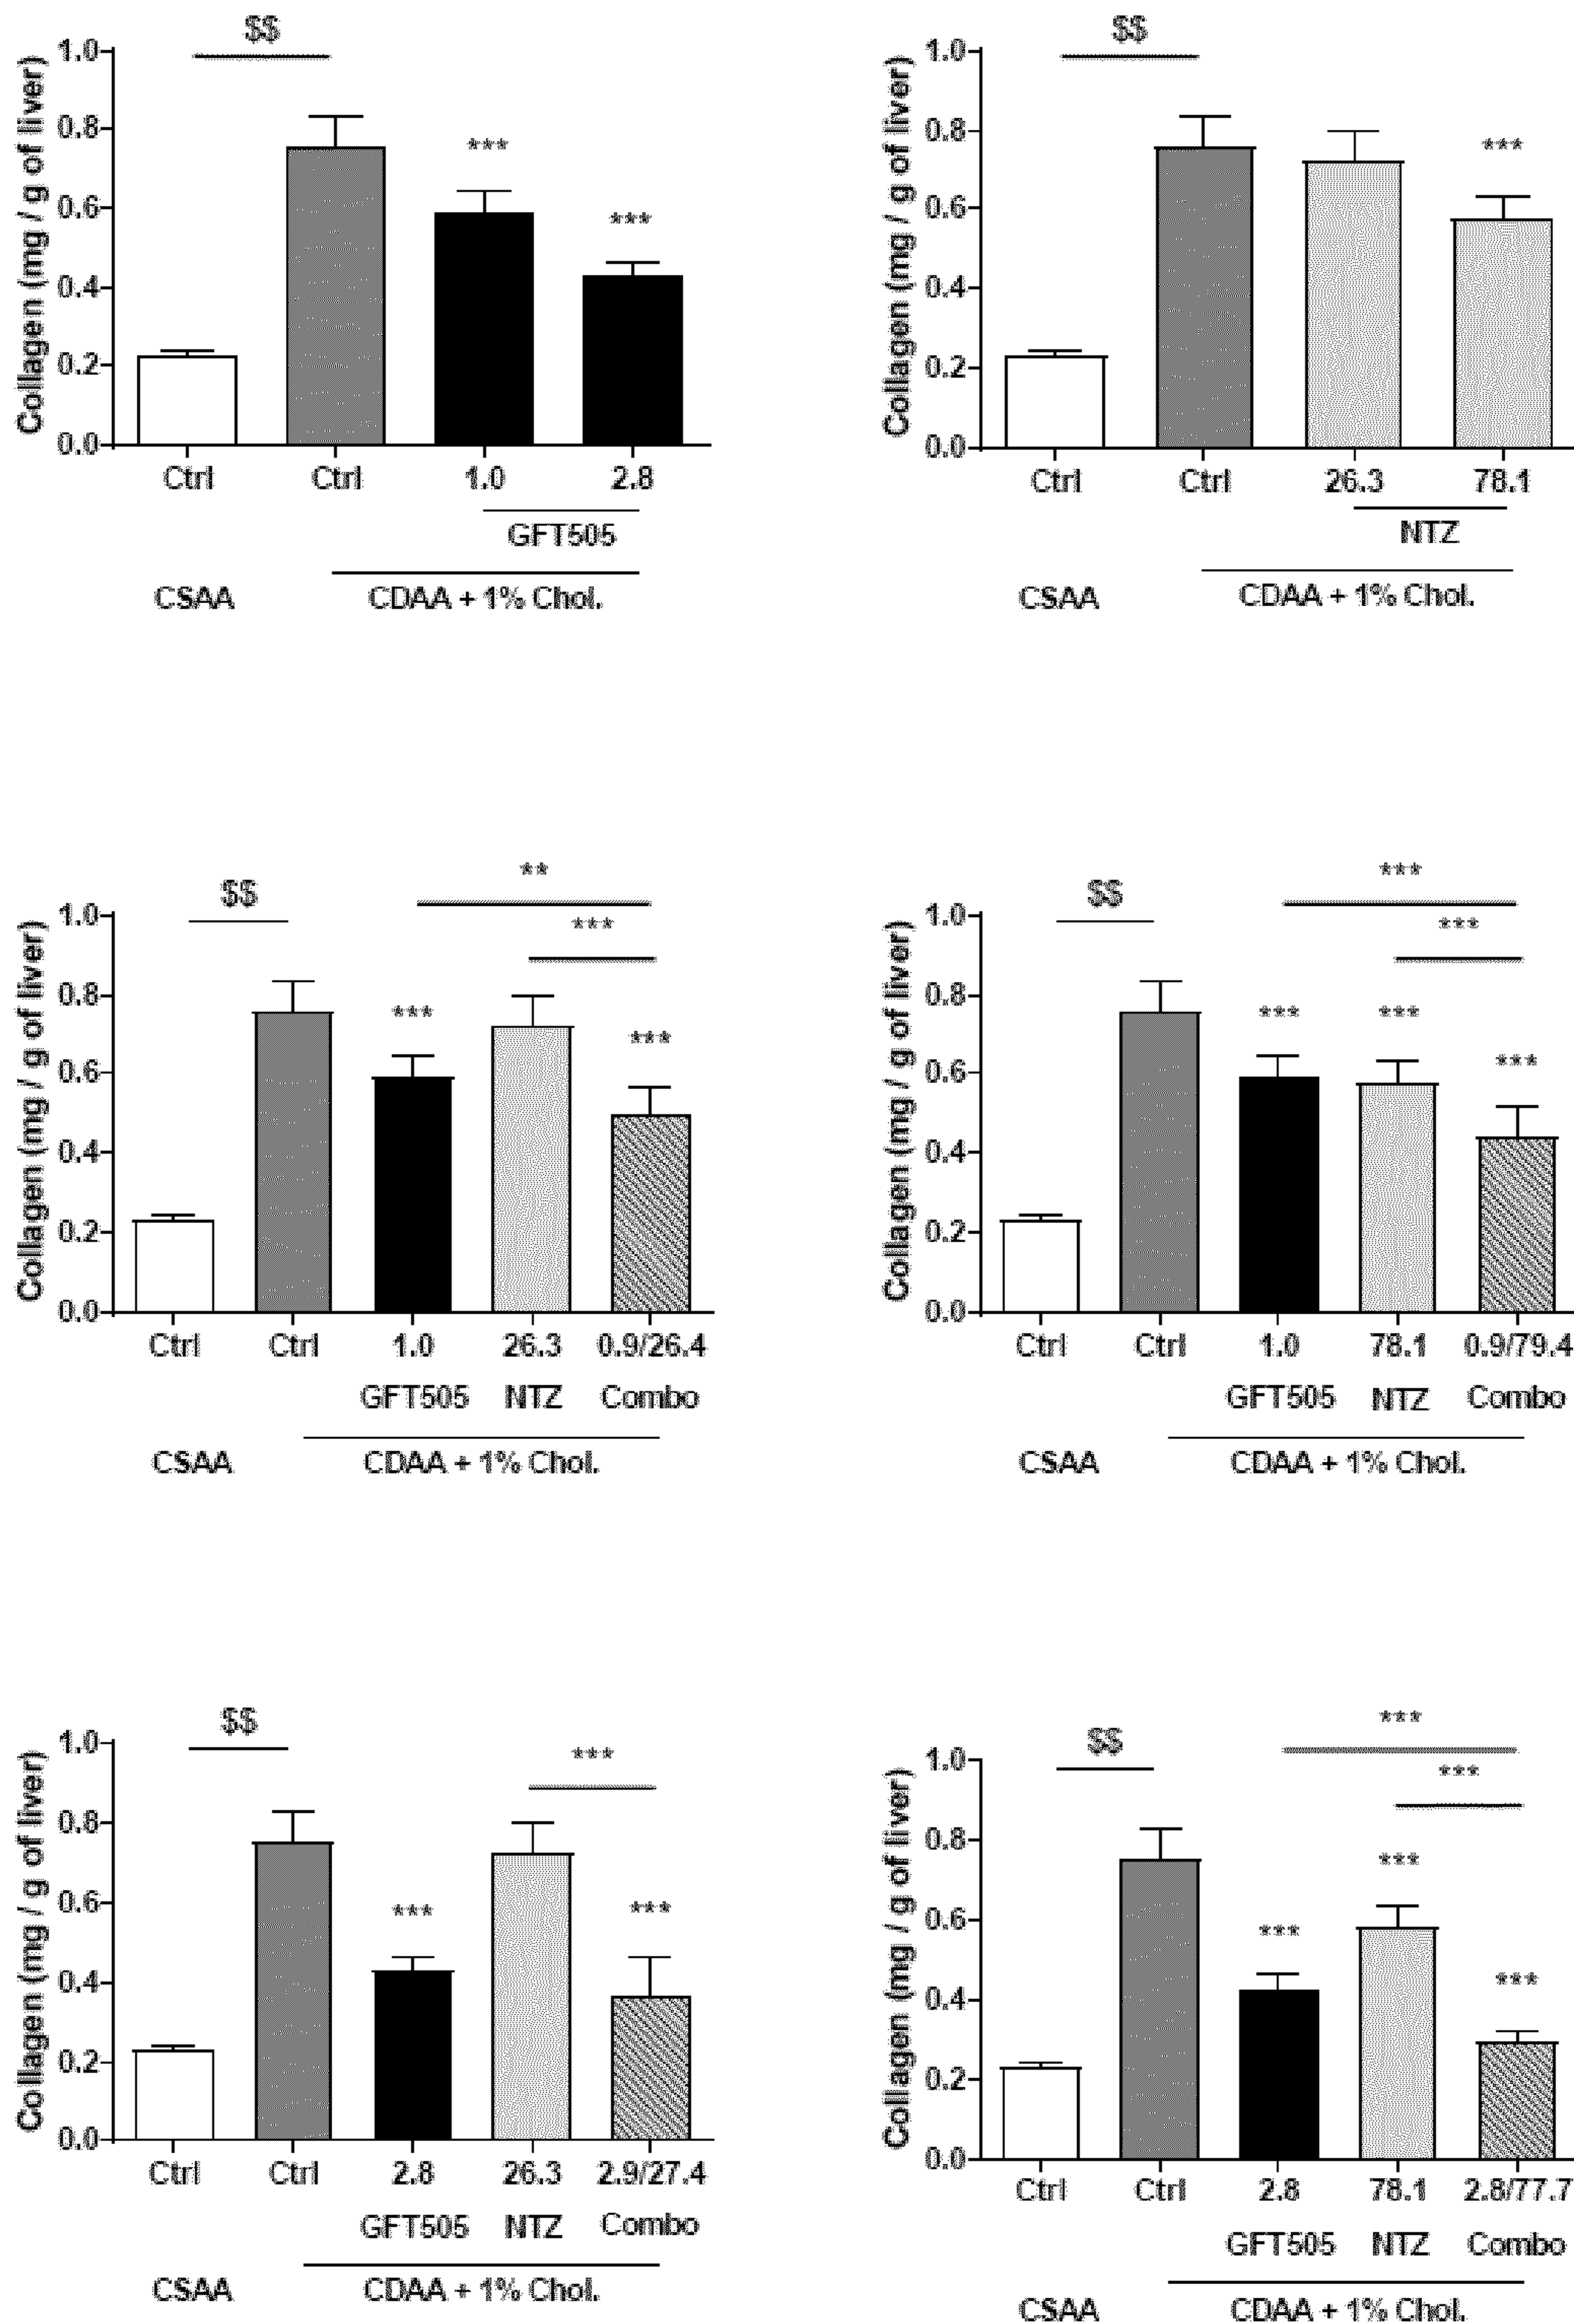 $$
Collagen (mg / g of liver)
1.0
0.8
0.6
0.4
0.2
0.0
***
***
Ctrl Ctrl 1.0 2.8
GFT505
CSAA CDAA + 1% Chol.
$$
Collagen (mg / g of liver)
1.0
0.8
0.6
0.4
0.2
0.0
***
Ctrl Ctrl 26.3 78.1
NTZ
CSAA CDAA + 1% Chol.
**
$$
***
Collagen (mg / g of liver)
1.0
0.8
0.6
0.4
0.2
0.0
***
***
Ctrl Ctrl 1.0 26.3 0.9/26.4
GFT505 NTZ Combo
CSAA CDAA + 1% Chol.
***
$$
***
Collagen (mg / g of liver)
1.0
0.8
0.6
0.4
0.2
0.0
*** ***
***
Ctrl Ctrl 1.0 78.1 0.9/79.4
GFT505 NTZ Combo
CSAA CDAA + 1% Chol.
$$
***
Collagen (mg / g of liver)
1.0
0.8
0.6
0.4
0.2
0.0
*** ***
Ctrl Ctrl 2.8 26.3 2.9/27.4
GFT505 NTZ Combo
CSAA CDAA + 1% Chol.
***
$$
***
Collagen (mg / g of liver)
1.0
0.8
0.6
0.4
0.2
0.0
***
***
***
Ctrl Ctrl 2.8 78.1 2.8/77.7
GFT505 NTZ Combo
CSAA CDAA + 1% Chol.